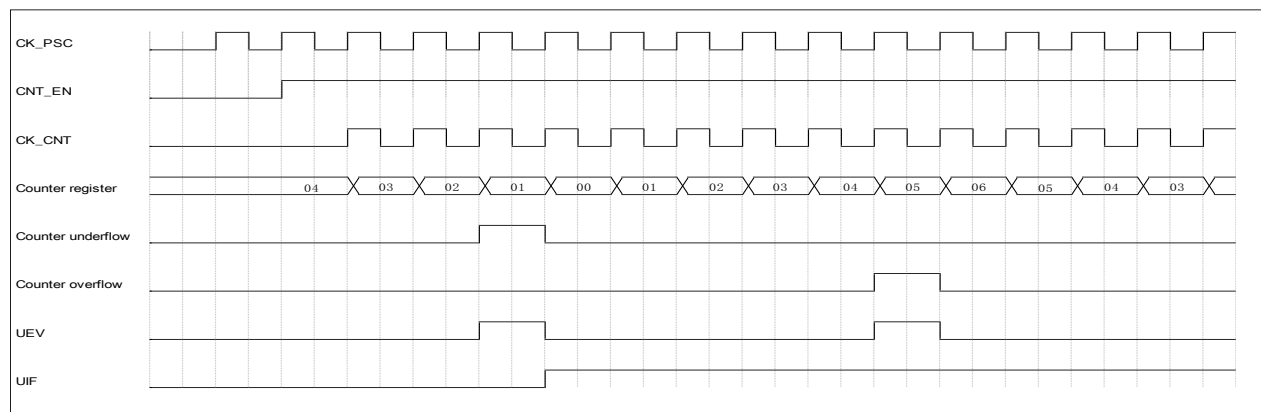 CK_PSC
CNT_EN
CK_CNT
Counter register 04 03 02 01 00 01 02 03 04 05 06 05 04 03
Counter underflow
Counter overflow
UEV
UIF